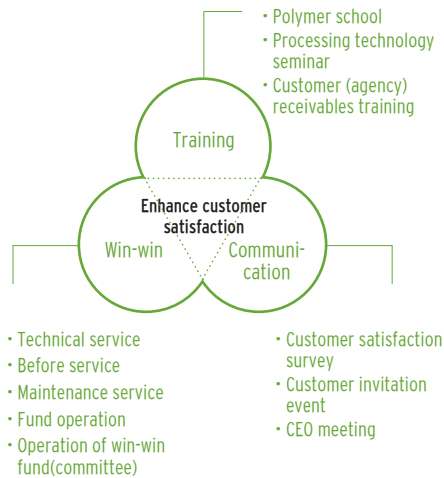 · Polymer school
· Processing technology
seminar
· Customer (agency)
receivables training
Training
Enhance customer
satisfaction
Win-win
Communi-
cation
· Technical service
· Before service
· Maintenance service
· Fund operation
· Operation of win-win
fund(committee)
· Customer satisfaction
survey
· Customer invitation
event
· CEO meeting